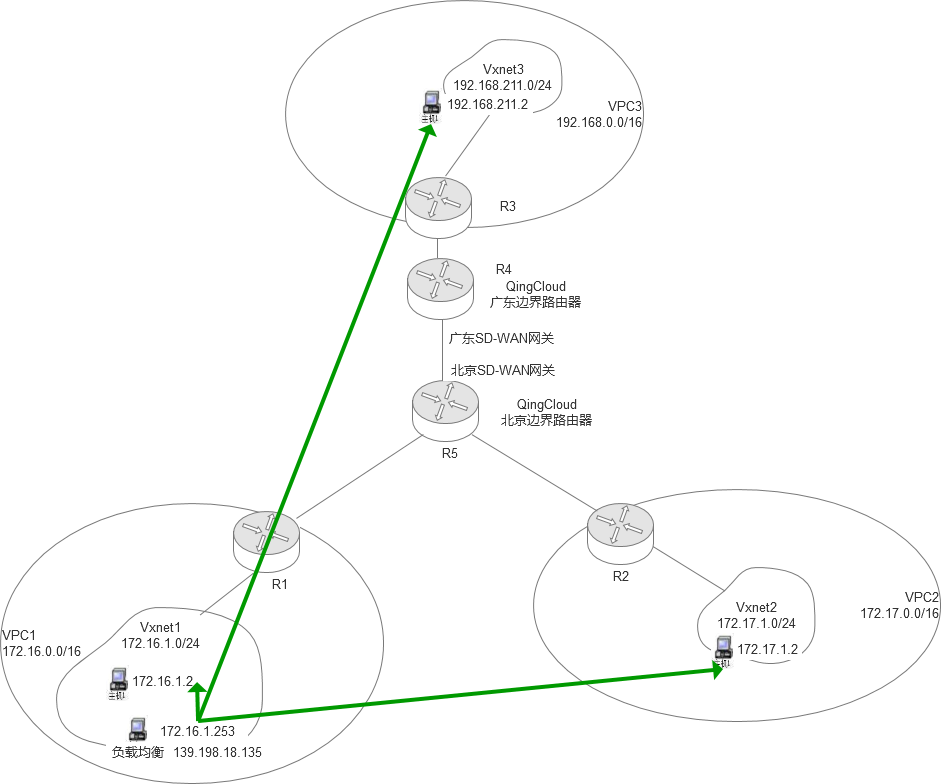 Vxnet3
192.168.211.0/24
192.168.211.2
主机1
VPC3
192.168.0.0/16
R3
R4
QingCloud
广东边界路由器
广东SD-WAN网关
北京SD-WAN网关
QingCloud
北京边界路由器
R5
R1
R2
VPC1
172.16.0.0/16
Vxnet1
172.16.1.0/24
172.16.1.2
主机1
172.16.1.253
负载均衡 139.198.18.135
VPC2
172.17.0.0/16
Vxnet2
172.17.1.0/24
172.17.1.2
主机1